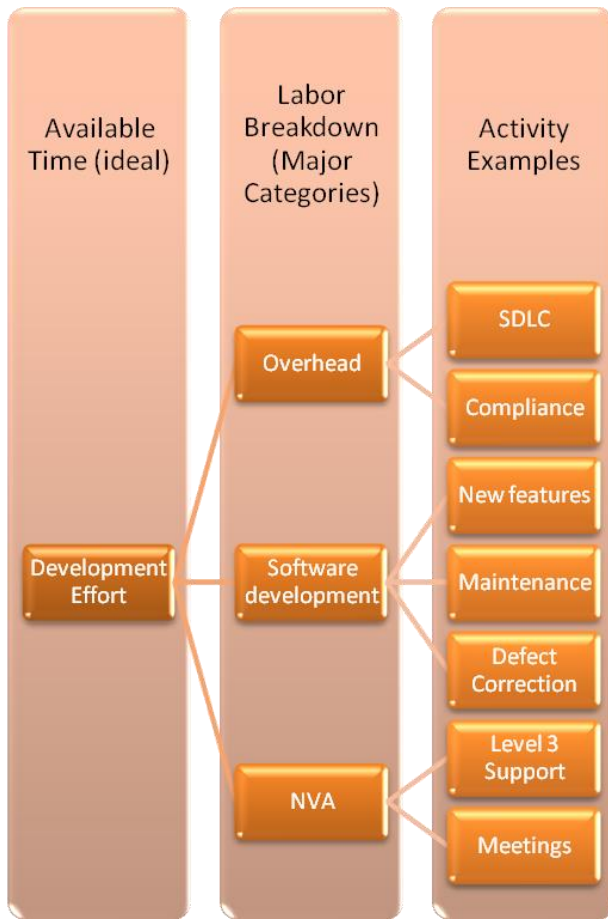 Available
Time (ideal)
Labor
Breakdown
(Major
Categories)
Activity
Examples
Development
Effort
Overhead
Software
development
NVA
SDLC
Compliance
New features
Maintenance
Defect
Correction
Level 3
Support
Meetings